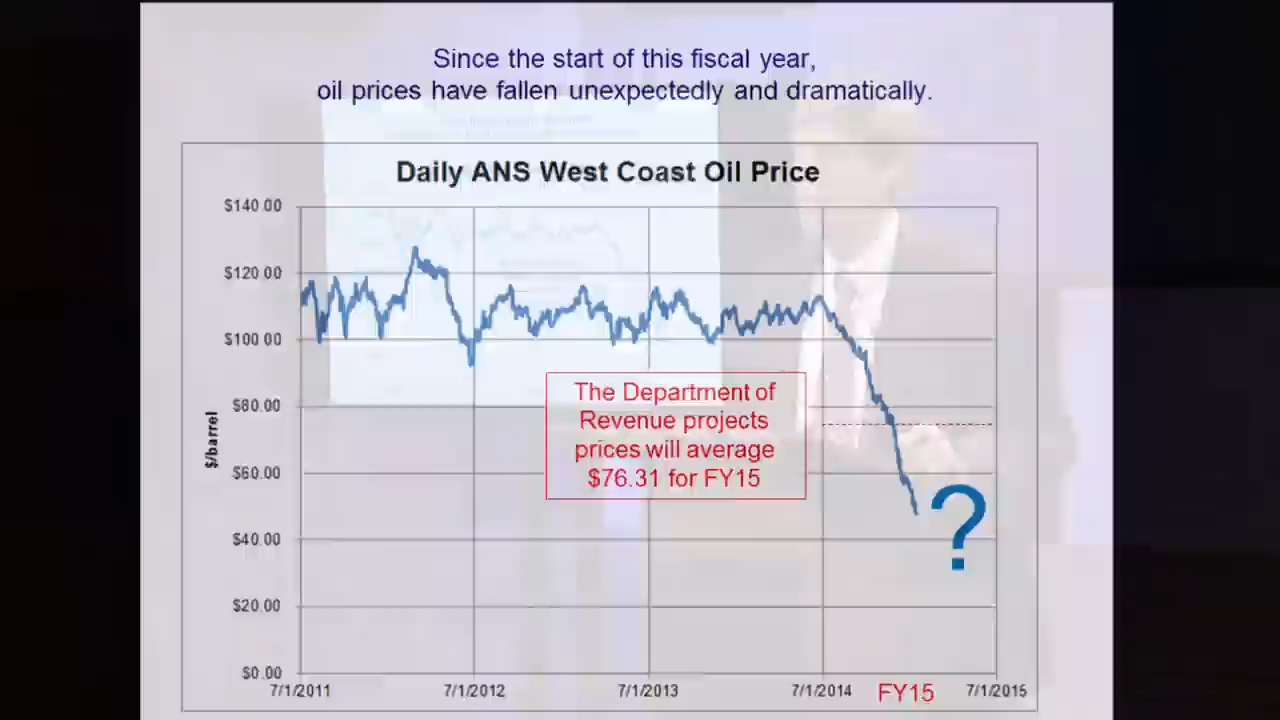 Since the start of this fiscal year,
oil prices have fallen unexpectedly and dramatically.
Daily ANS West Coast Oil Price
$140.00
$120.00
$100.00
$80.00
$60.00
$40.00
$20.00
$0.00
$/barrel
The Department of
Revenue projects
prices will average
$76.31 for FY15
?
7/1/2011
7/1/2012
7/1/2013
7/1/2014
FY15
7/1/2015